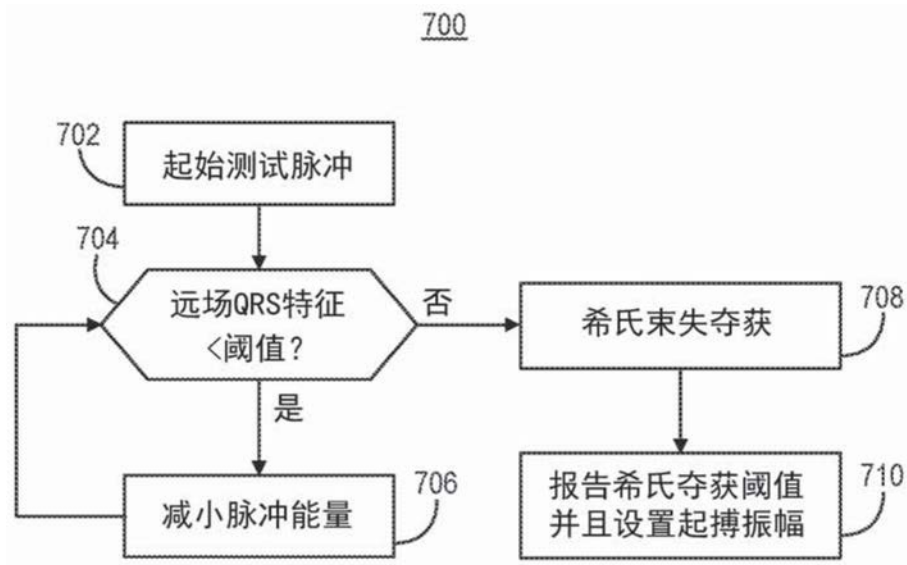 700
702
起始测试脉冲
704
远场QRS特征
<阈值?
否
是
706
减小脉冲能量
708
希氏束失夺获
710
报告希氏夺获阈值
并且设置起搏振幅